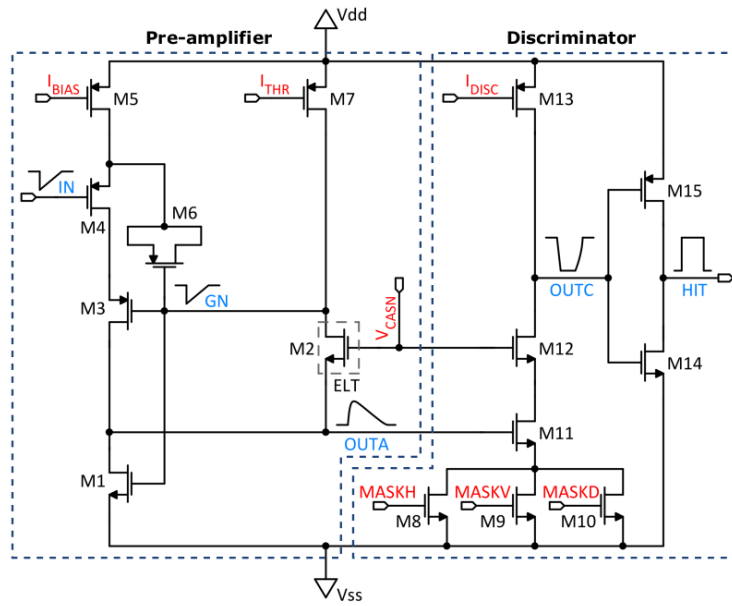 Vdd
Pre-amplifier
Discriminator
I_BIAS
M5
I_THR
M7
I_DISC
M13
IN
M4
M6
M15
M3
GN
V_CASN
OUTC
HIT
M2
ELT
M12
M14
OUTA
M11
M1
MASKH
MASKV
MASKD
M8
M9
M10
Vss